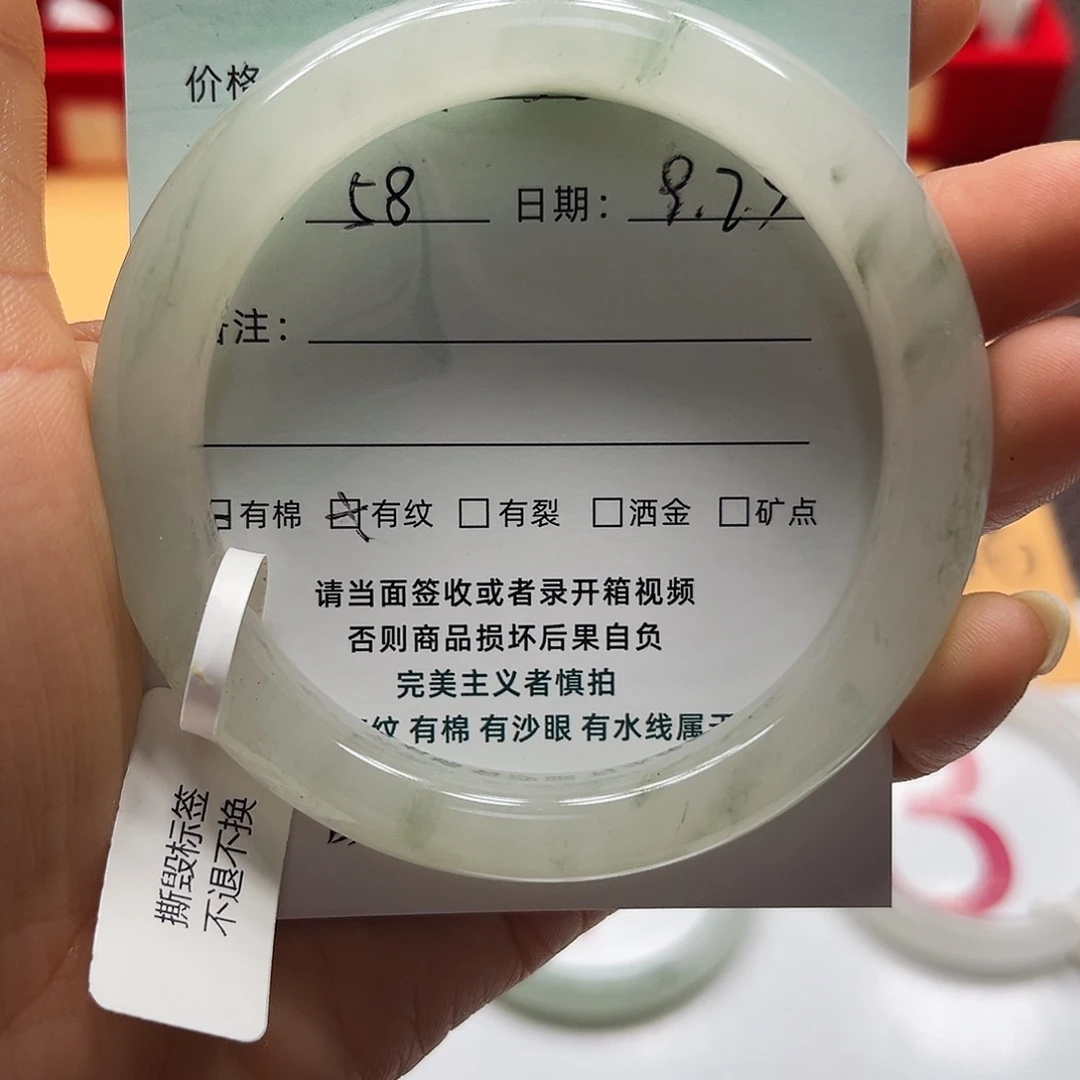 价格
58 日期: 9.27
备注:
有棉 有纹 有裂 洒金 矿点
请当面签收或者录开箱视频
否则商品损坏后果自负
完美主义者慎拍
纹 有棉 有沙眼 有水线属于
撕毁标签
不退不换
3